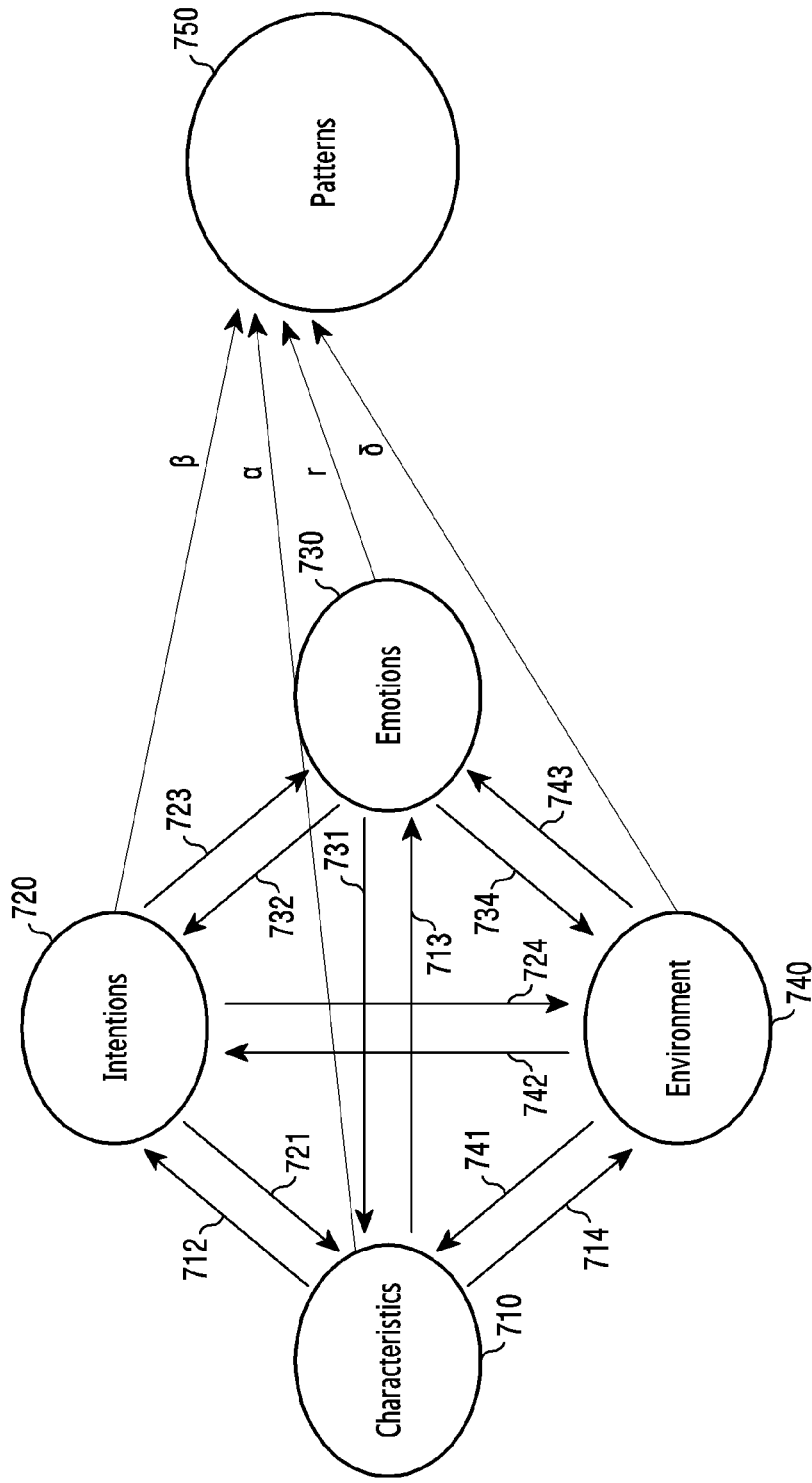 720
Intentions
β
750
Patterns
α
r
δ
712
721
723
732
730
Emotions
731
713
Characteristics
710
742
724
741
714
734
743
Environment
740